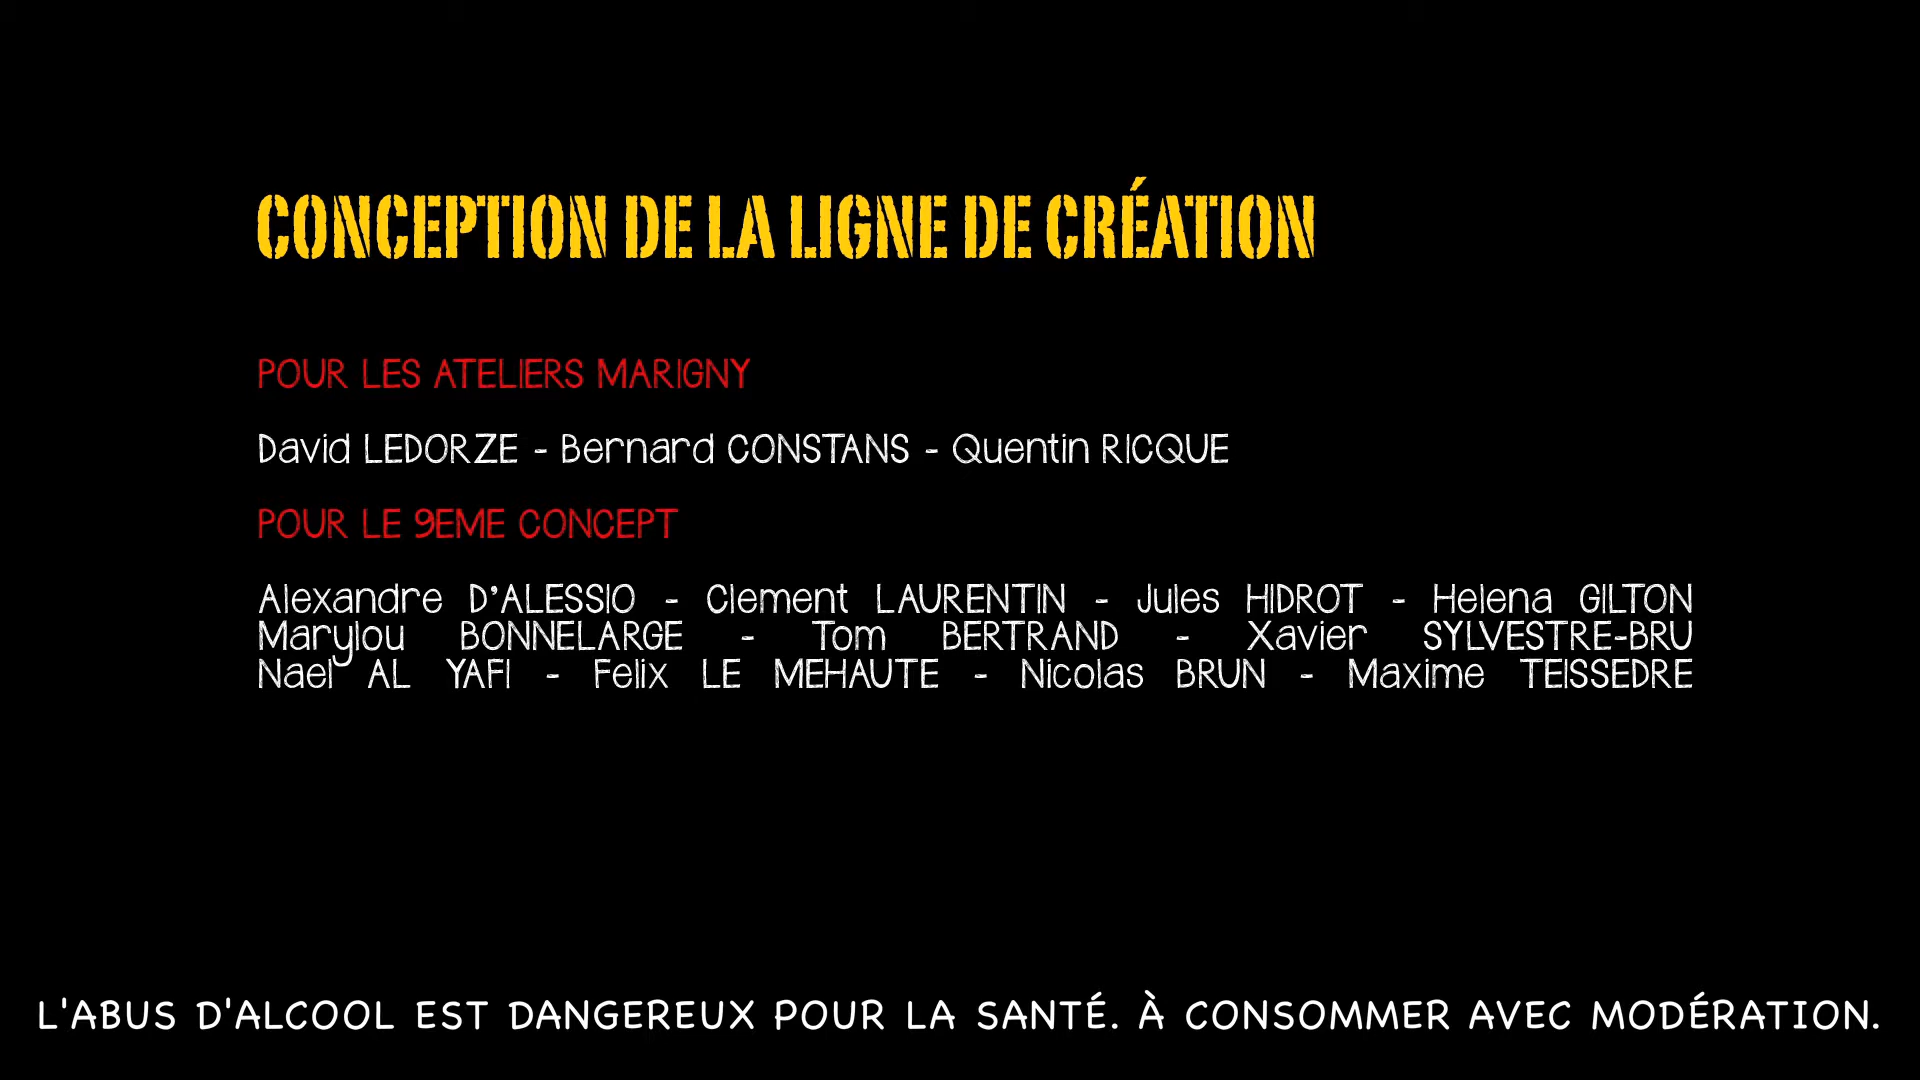 CONCEPTION DE LA LIGNE DE CRÉATION
POUR LES ATELIERS MARIGNY
David LEDORZE - Bernard CONSTANS - Quentin RICQUE
POUR LE 9EME CONCEPT
Alexandre D'ALESSIO - Clement LAURENTIN - Jules HIDROT - Helena GILTON
Marylou BONNELARGE - Tom BERTRAND - Xavier SYLVESTRE-BRU
Nael AL YAFI - Felix LE MEHAUTE - Nicolas BRUN - Maxime TEISSEDRE
L'ABUS D'ALCOOL EST DANGEREUX POUR LA SANTÉ. À CONSOMMER AVEC MODÉRATION.